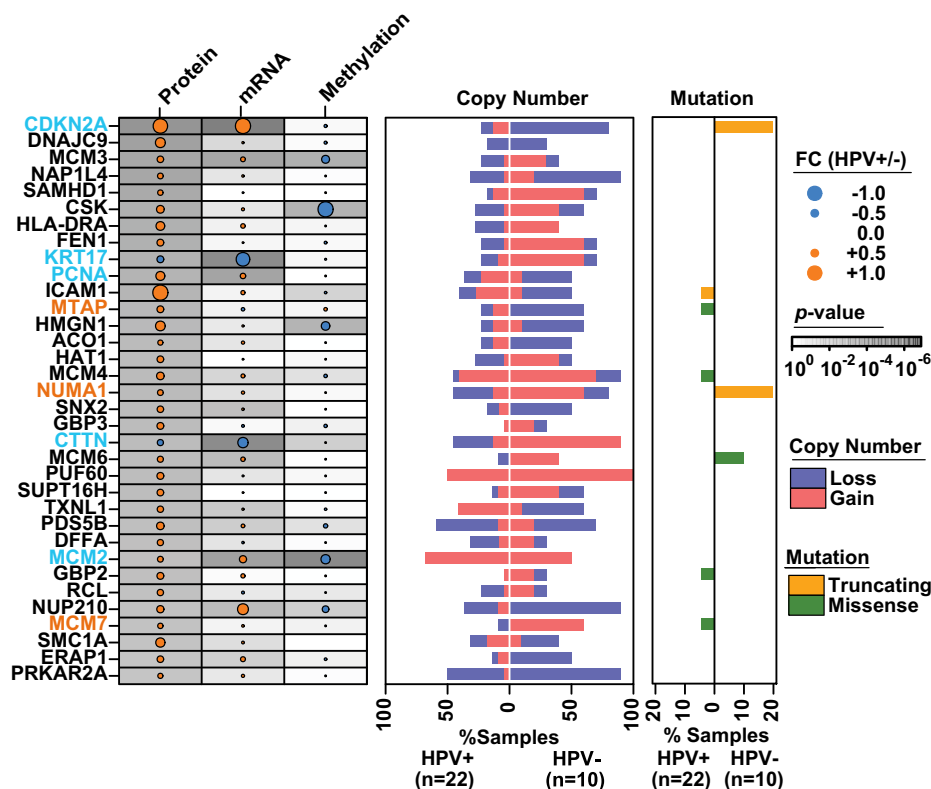 Protein
mRNA
Methylation
Copy Number
Mutation
CDKN2A
DNAJC9
MCM3
NAP1L4
SAMHD1
CSK
HLA-DRA
FEN1
KRT17
PCNA
ICAM1
MTAP
HMGN1
ACO1
HAT1
MCM4
NUMA1
SNX2
GBP3
CTTN
MCM6
PUF60
SUPT16H
TXNL1
PDS5B
DFFA
MCM2
GBP2
RCL
NUP210
MCM7
SMC1A
ERAP1
PRKAR2A
100 50 0 50 100
%Samples
HPV+ HPV-
(n=22) (n=10)
20 10 0 10 20
% Samples
HPV+ HPV-
(n=22) (n=10)
FC (HPV+/-)
-1.0
-0.5
0.0
+0.5
+1.0
p-value
10^0 10^-2 10^-4 10^-6
Copy Number
Loss
Gain
Mutation
Truncating
Missense